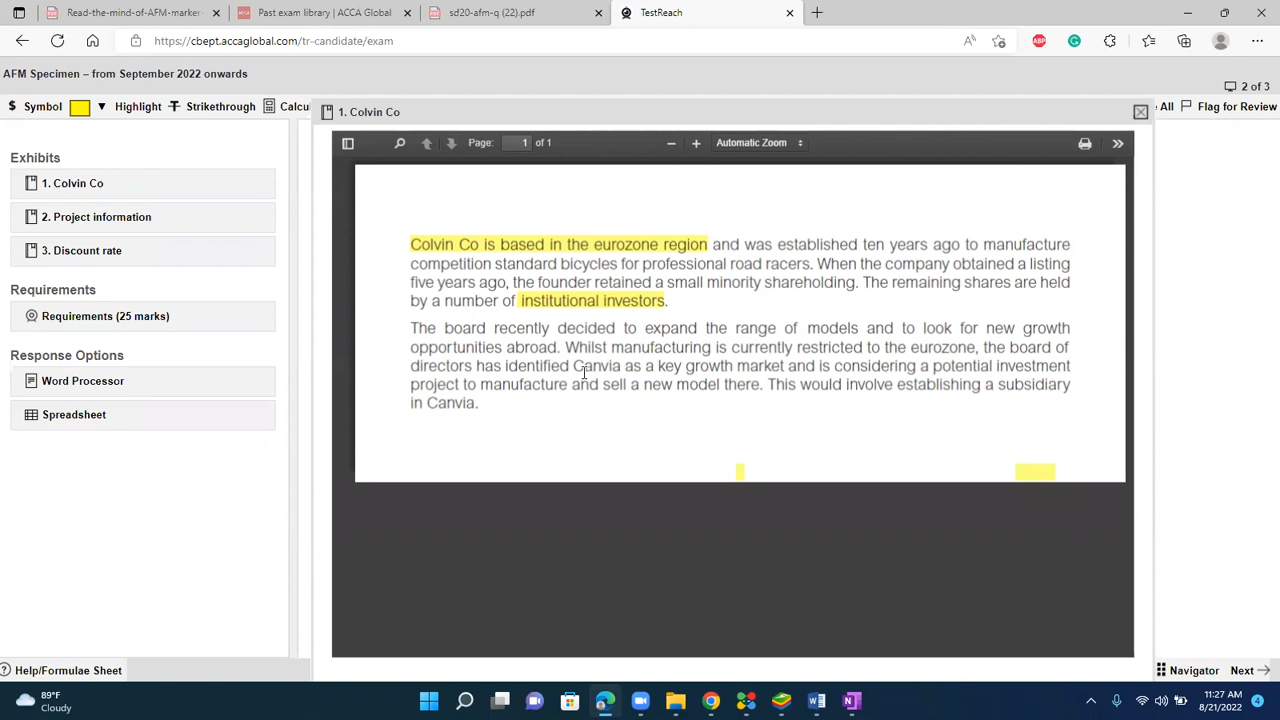 Read-the-mind-of-AFM-marker-
Past exam library | ACCA Global
sd20-afm-q (22).pdf
TestReach
https://cbept.accaglobal.com/tr-candidate/exam
AFM Specimen – from September 2022 onwards
2 of 3
$ Symbol Highlight Strikethrough Calcu All Flag for Review
1. Colvin Co
Page: 1 of 1 Automatic Zoom
Exhibits
1. Colvin Co
2. Project information
3. Discount rate
Requirements
Requirements (25 marks)
Response Options
Word Processor
Spreadsheet
Colvin Co is based in the eurozone region and was established ten years ago to manufacture
competition standard bicycles for professional road racers. When the company obtained a listing
five years ago, the founder retained a small minority shareholding. The remaining shares are held
by a number of institutional investors.
The board recently decided to expand the range of models and to look for new growth
opportunities abroad. Whilst manufacturing is currently restricted to the eurozone, the board of
directors has identified Canvia as a key growth market and is considering a potential investment
project to manufacture and sell a new model there. This would involve establishing a subsidiary
in Canvia.
Help/Formulae Sheet
Navigator Next
89°F
Cloudy
11:27 AM
8/21/2022
4